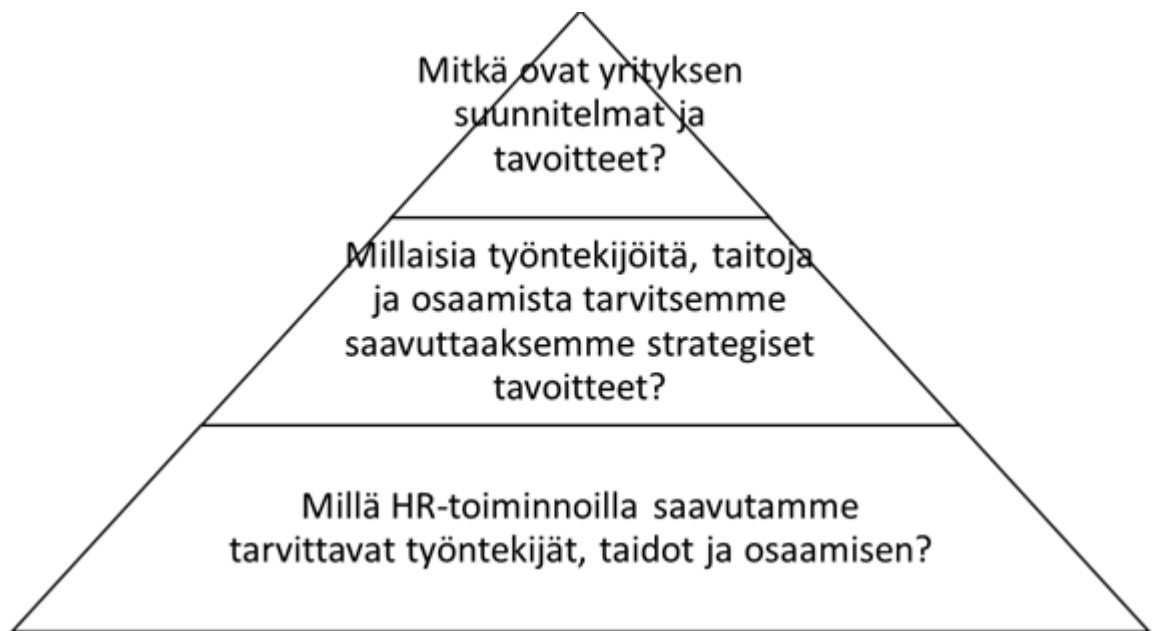 Mitkä ovat yrityksen
suunnitelmat ja
tavoitteet?
Millaisia työntekijöitä, taitoja
ja osaamista tarvitsemme
saavuttaaksemme strategiset
tavoitteet?
Millä HR-toiminnoilla saavutamme
tarvittavat työntekijät, taidot ja osaamisen?